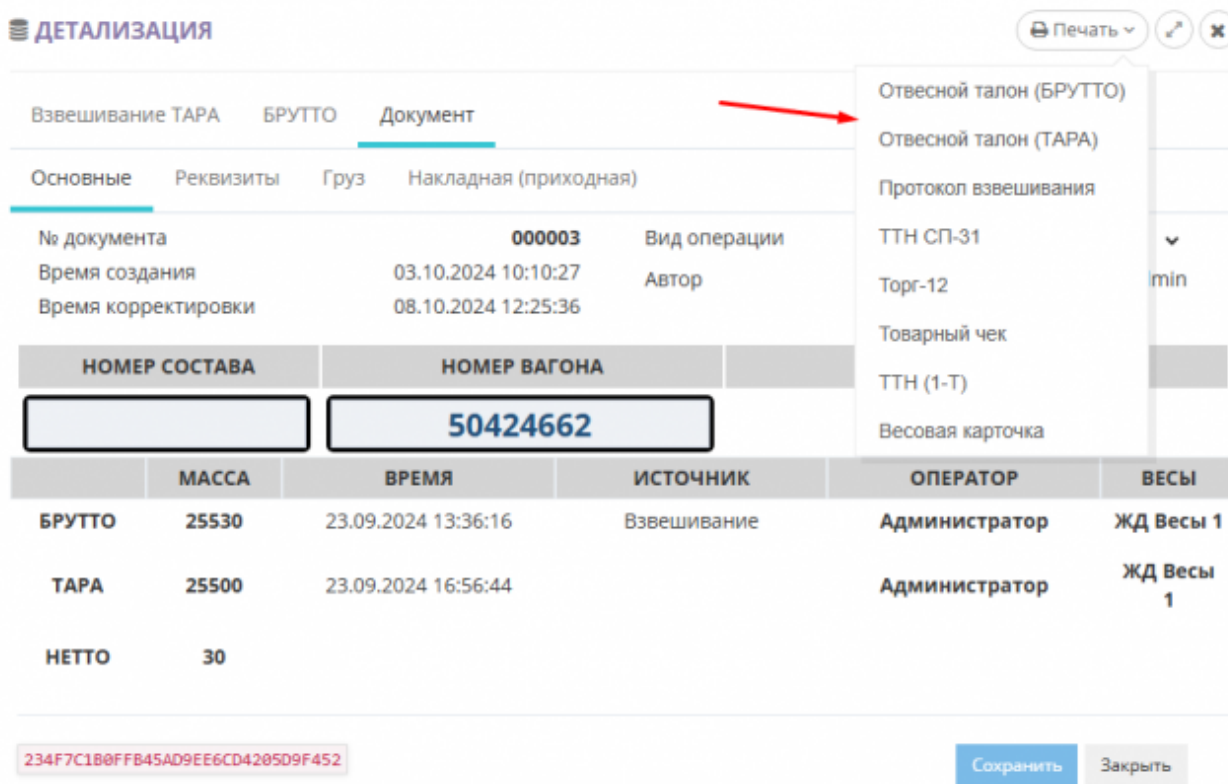 ДЕТАЛИЗАЦИЯ
Печать
Отвесной талон (БРУТТО)
Отвесной талон (ТАРА)
Протокол взвешивания
ТТН СП-31
Торг-12
Товарный чек
ТТН (1-Т)
Весовая карточка
Взвешивание ТАРА БРУТТО Документ
Основные Реквизиты Груз Накладная (приходная)
№ документа 000003 Вид операции
Время создания 03.10.2024 10:10:27 Автор
Время корректировки 08.10.2024 12:25:36
НОМЕР СОСТАВА НОМЕР ВАГОНА
50424662
МАССА ВРЕМЯ ИСТОЧНИК ОПЕРАТОР ВЕСЫ
БРУТТО 25530 23.09.2024 13:36:16 Взвешивание Администратор ЖД Весы 1
ТАРА 25500 23.09.2024 16:56:44 Администратор ЖД Весы 1
НЕТТО 30
234F7C1B0FFB45AD9EE6CD4205D9F452
Сохранить Закрыть